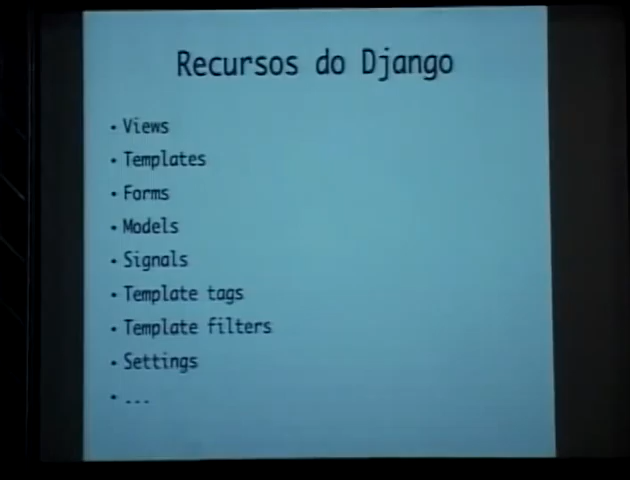 Recursos do Django
• Views
• Templates
• Forms
• Models
• Signals
• Template tags
• Template filters
• Settings
• ...